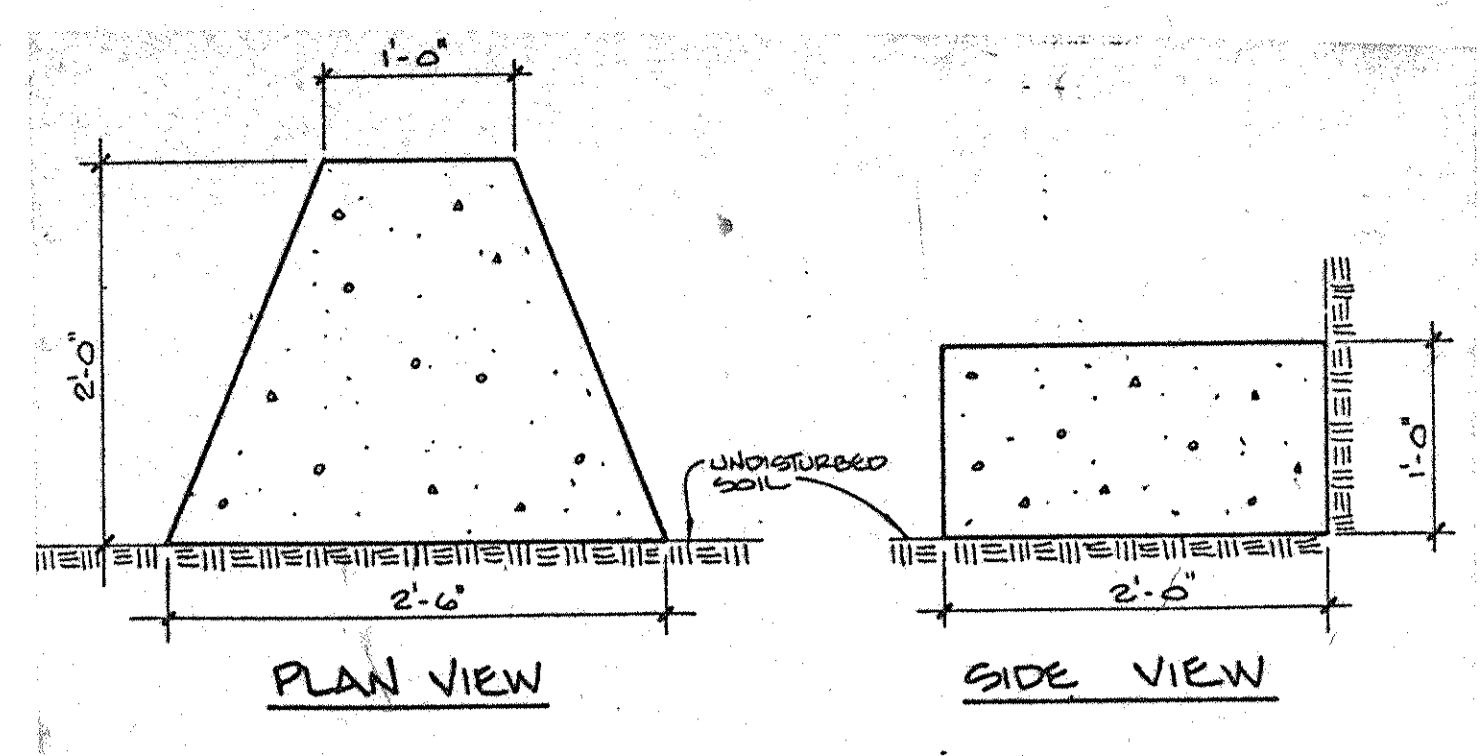 1'-0"
2'-0"
UNDISTURBED
SOIL
1'-0"
2'-6"
2'-0"
PLAN VIEW
SIDE VIEW